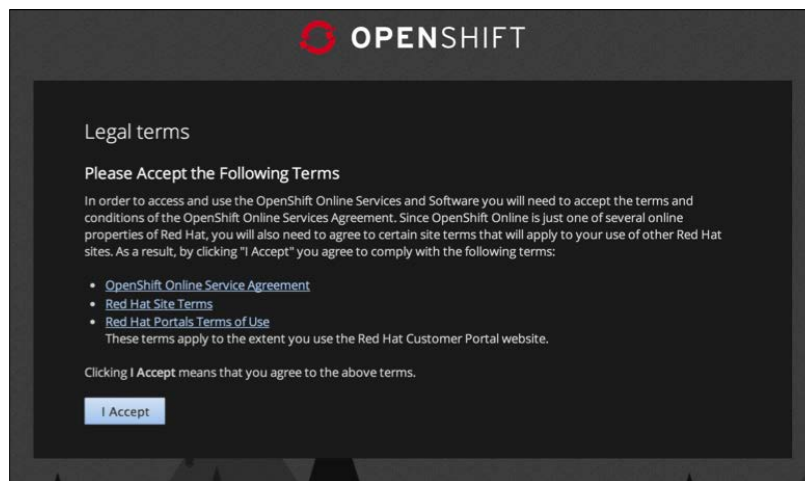 OPENSHIFT
Legal terms
Please Accept the Following Terms
In order to access and use the OpenShift Online Services and Software you will need to accept the terms and
conditions of the OpenShift Online Services Agreement. Since OpenShift Online is just one of several online
properties of Red Hat, you will also need to agree to certain site terms that will apply to your use of other Red Hat
sites. As a result, by clicking "I Accept" you agree to comply with the following terms:
• OpenShift Online Service Agreement
• Red Hat Site Terms
• Red Hat Portals Terms of Use
These terms apply to the extent you use the Red Hat Customer Portal website.
Clicking I Accept means that you agree to the above terms.
I Accept